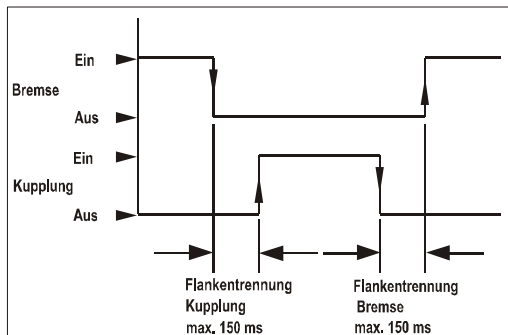 Ein
Bremse
Aus
Ein
Kupplung
Aus
Flankentrennung
Kupplung
max. 150 ms
Flankentrennung
Bremse
max. 150 ms